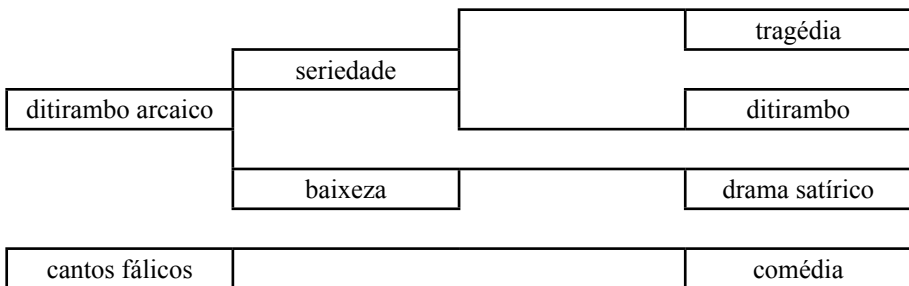 tragédia
seriedade
ditirambo arcaico
ditirambo
baixeza
drama satírico
cantos fálicos
comédia